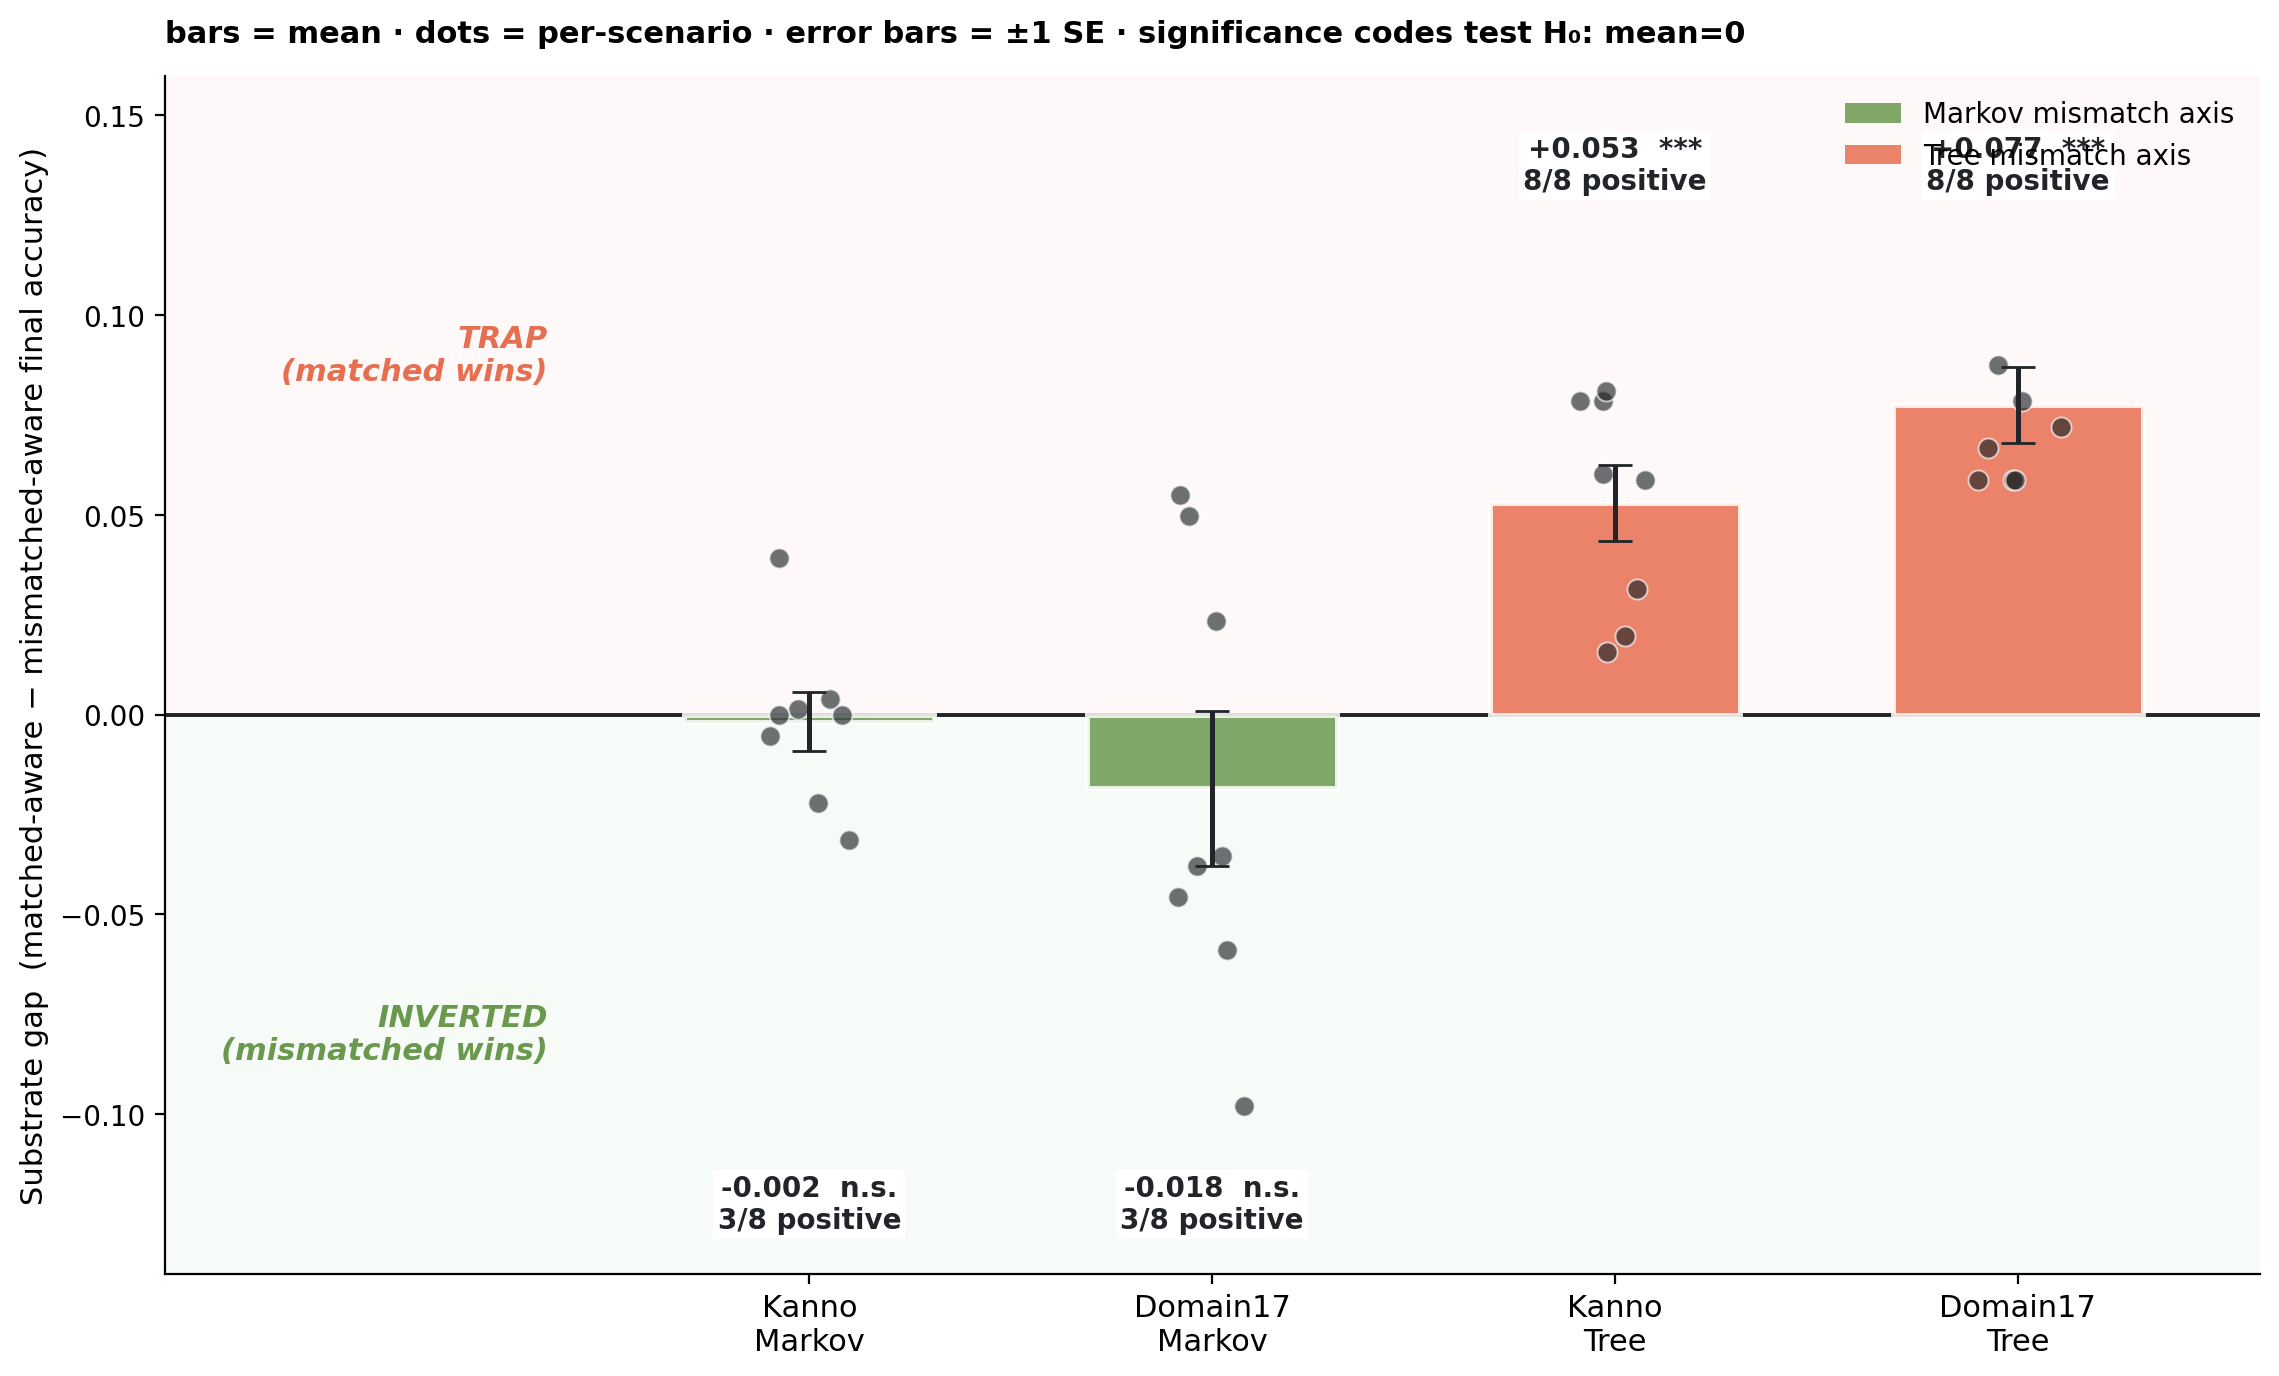 bars = mean · dots = per-scenario · error bars = ±1 SE · significance codes test H₀: mean=0
Substrate gap (matched-aware − mismatched-aware final accuracy)
0.15
0.10
0.05
0.00
−0.05
−0.10
Markov mismatch axis
Tree mismatch axis
+0.053 ***
8/8 positive
+0.077 ***
8/8 positive
TRAP
(matched wins)
INVERTED
(mismatched wins)
-0.002 n.s.
3/8 positive
-0.018 n.s.
3/8 positive
Kanno
Markov
Domain17
Markov
Kanno
Tree
Domain17
Tree